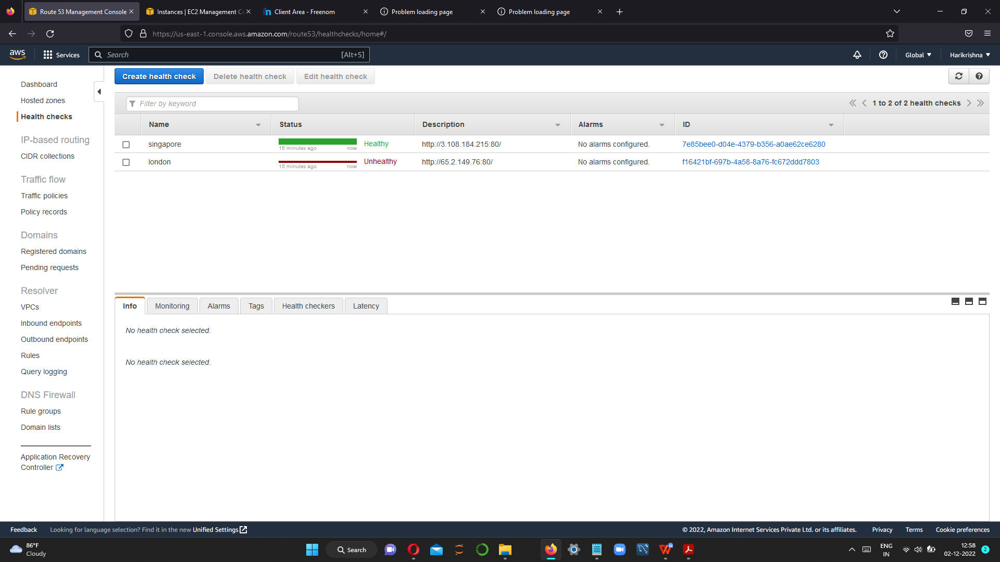 Route 53 Management Console
Instances | EC2 Management Co
Client Area - Freenom
Problem loading page
Problem loading page
https://us-east-1.console.aws.amazon.com/route53/healthchecks/home#/
aws
Services
Search
[Alt+S]
Global
Harikrishna
Dashboard
Hosted zones
Health checks
IP-based routing
CIDR collections
Traffic flow
Traffic policies
Policy records
Domains
Registered domains
Pending requests
Resolver
VPCs
Inbound endpoints
Outbound endpoints
Rules
Query logging
DNS Firewall
Rule groups
Domain lists
Application Recovery
Controller
Create health check
Delete health check
Edit health check
Filter by keyword
1 to 2 of 2 health checks
Name Status Description Alarms ID
singapore
15 minutes ago now
Healthy
http://3.108.184.215:80/
No alarms configured.
7e85bee0-d04e-4379-b356-a0ae62ce6280
london
15 minutes ago now
Unhealthy
http://65.2.149.76:80/
No alarms configured.
f16421bf-697b-4a58-8a76-fc672ddd7803
Info Monitoring Alarms Tags Health checkers Latency
No health check selected.
No health check selected.
Feedback
Looking for language selection? Find it in the new Unified Settings
© 2022, Amazon Internet Services Private Ltd. or its affiliates.
Privacy
Terms
Cookie preferences
86°F
Cloudy
Search
ENG
IN
12:58
02-12-2022
2